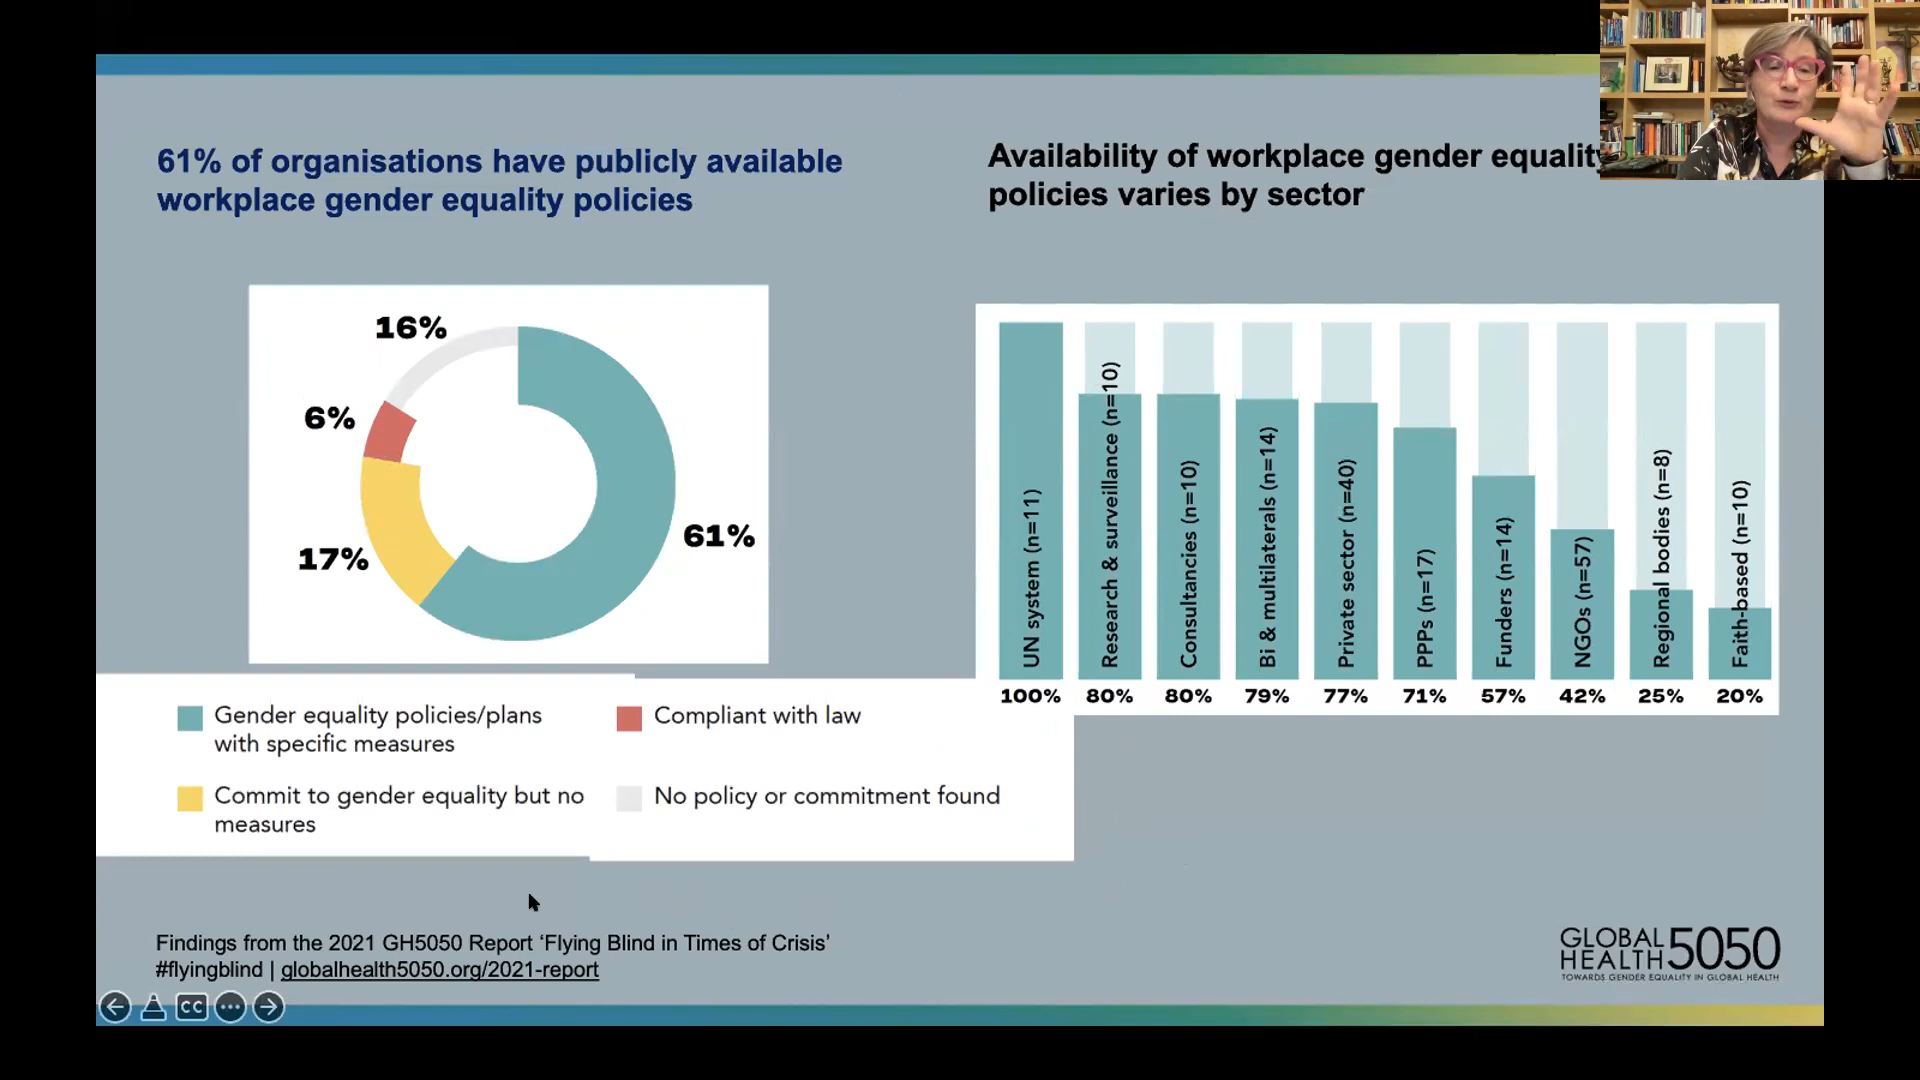 61% of organisations have publicly available
workplace gender equality policies
Availability of workplace gender equality
policies varies by sector
16%
6%
17%
61%
Gender equality policies/plans
with specific measures
Compliant with law
Commit to gender equality but no
measures
No policy or commitment found
UN system (n=11)
Research & surveillance (n=10)
Consultancies (n=10)
Bi & multilaterals (n=14)
Private sector (n=40)
PPPs (n=17)
Funders (n=14)
NGOs (n=57)
Regional bodies (n=8)
Faith-based (n=10)
100% 80% 80% 79% 77% 71% 57% 42% 25% 20%
Findings from the 2021 GH5050 Report ‘Flying Blind in Times of Crisis’
#flyingblind | globalhealth5050.org/2021-report
GLOBAL
HEALTH 5050
TOWARDS GENDER EQUALITY IN GLOBAL HEALTH
CC